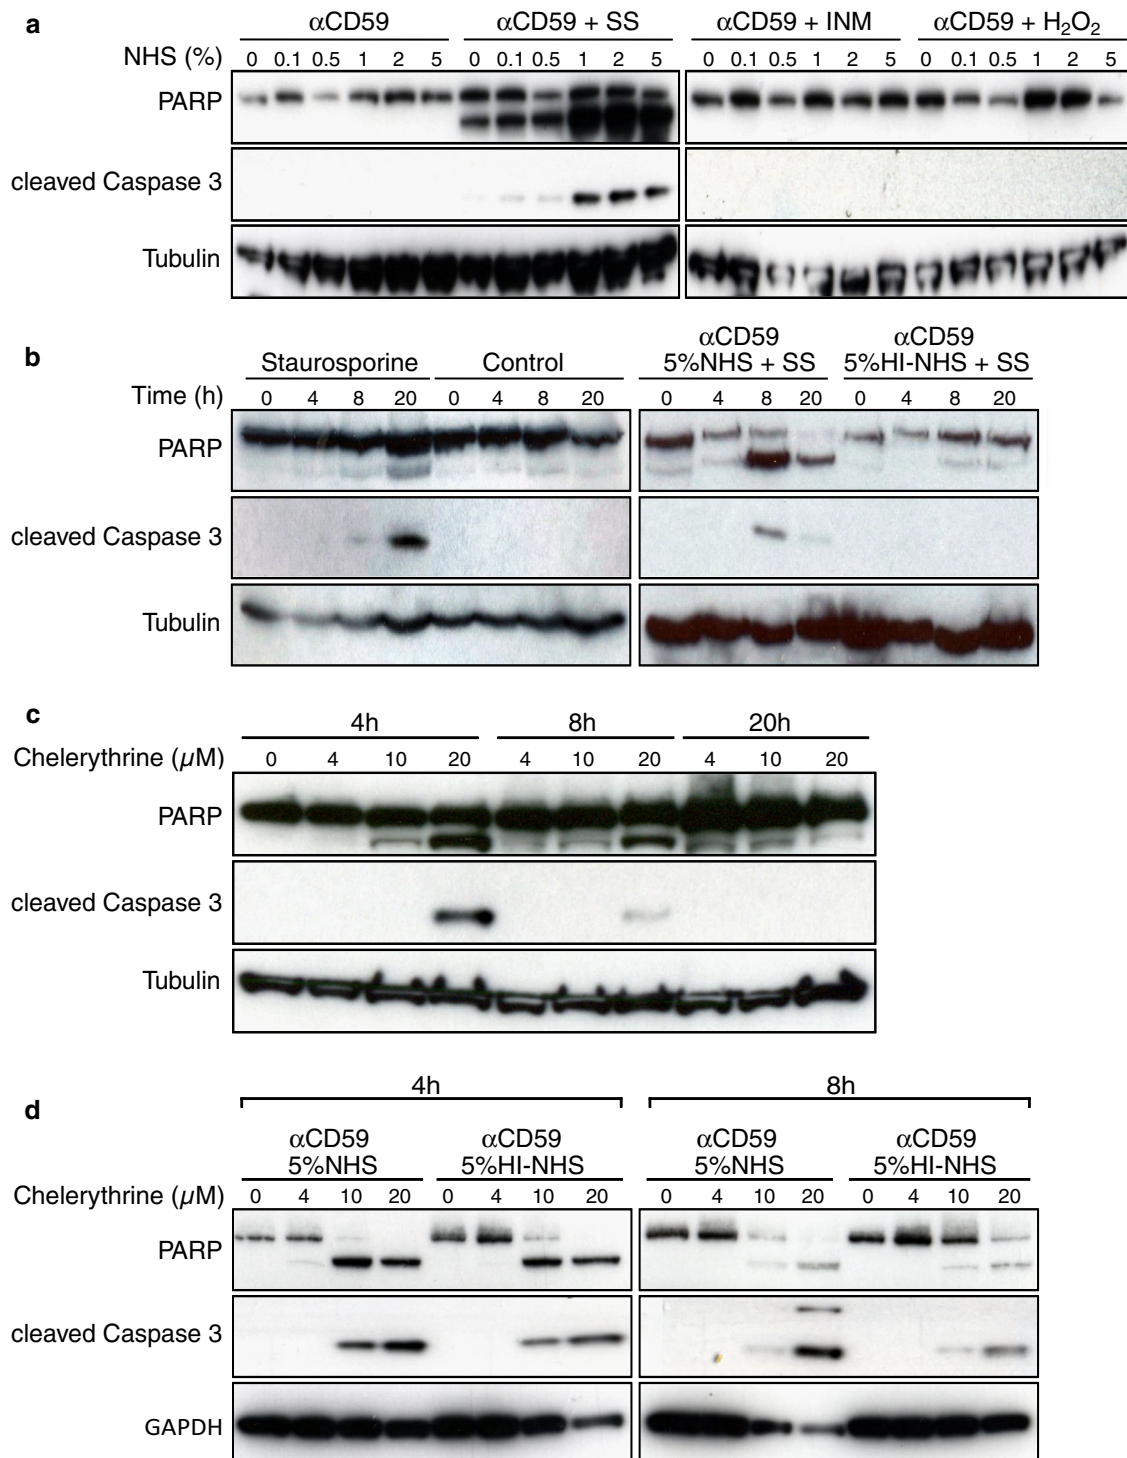 a
αCD59 αCD59 + SS αCD59 + INM αCD59 + H₂O₂
NHS (%) 0 0.1 0.5 1 2 5 0 0.1 0.5 1 2 5 0 0.1 0.5 1 2 5 0 0.1 0.5 1 2 5
PARP
cleaved Caspase 3
Tubulin
b
αCD59 αCD59
Staurosporine Control 5%NHS + SS 5%HI-NHS + SS
Time (h) 0 4 8 20 0 4 8 20 0 4 8 20 0 4 8 20
PARP
cleaved Caspase 3
Tubulin
c
4h 8h 20h
Chelerythrine (µM) 0 4 10 20 4 10 20 4 10 20
PARP
cleaved Caspase 3
Tubulin
d
4h 8h
αCD59 αCD59 αCD59 αCD59
5%NHS 5%HI-NHS 5%NHS 5%HI-NHS
Chelerythrine (µM) 0 4 10 20 0 4 10 20 0 4 10 20 0 4 10 20
PARP
cleaved Caspase 3
GAPDH